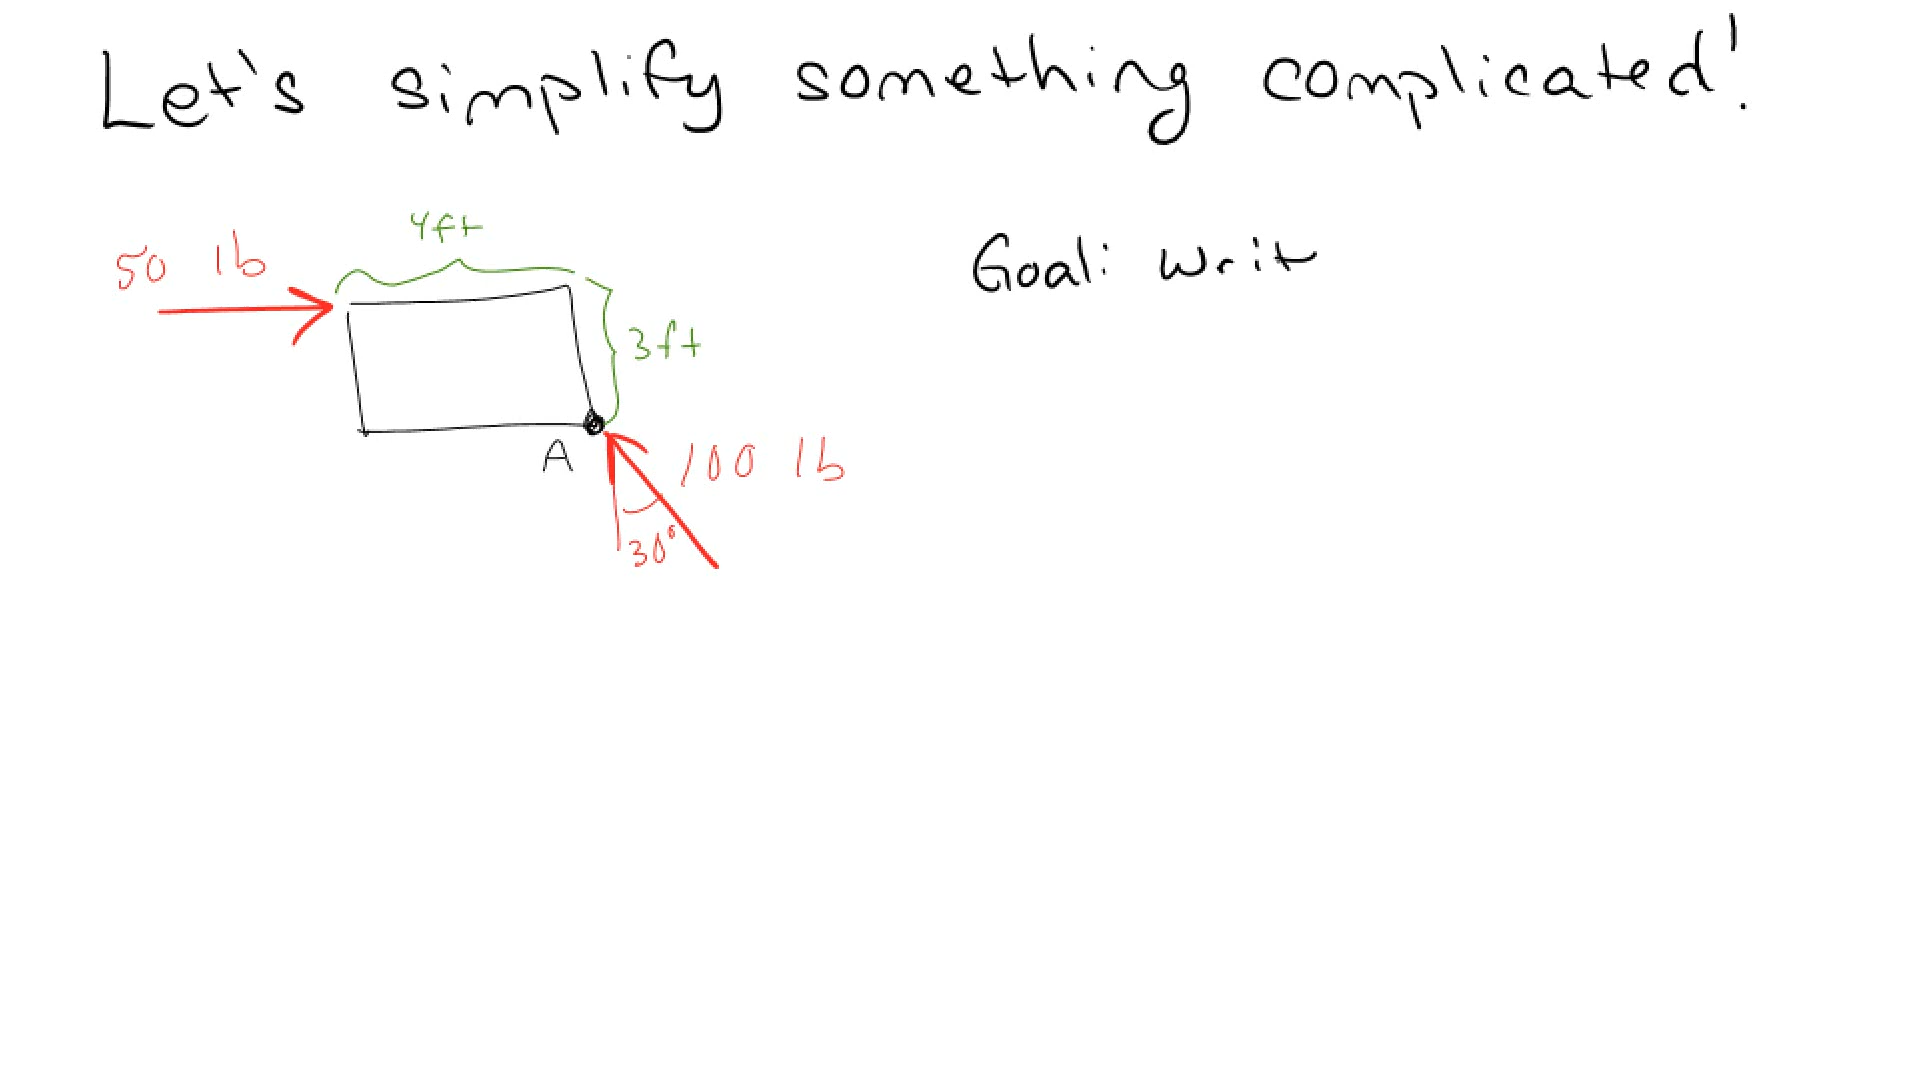 Let's simplify something complicated!
4ft
50 lb
Goal: Writ
3ft
A
100 lb
30°